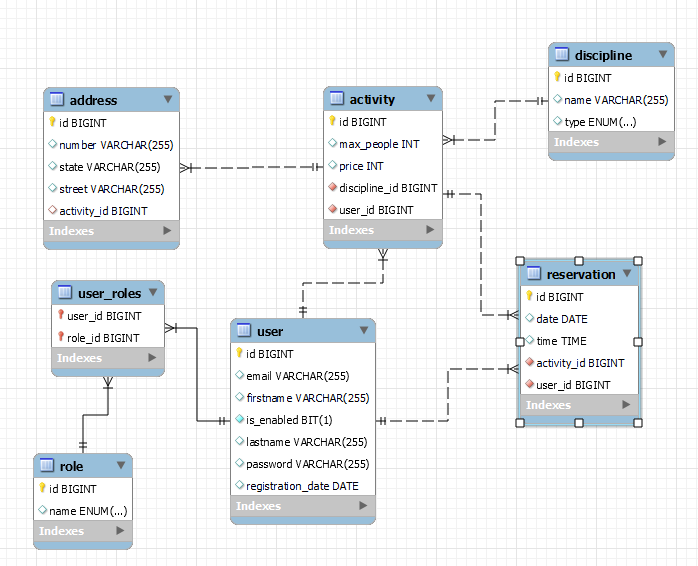 discipline
id BIGINT
name VARCHAR(255)
type ENUM(...)
Indexes
address
id BIGINT
number VARCHAR(255)
state VARCHAR(255)
street VARCHAR(255)
activity_id BIGINT
Indexes
activity
id BIGINT
max_people INT
price INT
discipline_id BIGINT
user_id BIGINT
Indexes
reservation
id BIGINT
date DATE
time TIME
activity_id BIGINT
user_id BIGINT
Indexes
user_roles
user_id BIGINT
role_id BIGINT
Indexes
user
id BIGINT
email VARCHAR(255)
firstname VARCHAR(255)
is_enabled BIT(1)
lastname VARCHAR(255)
password VARCHAR(255)
registration_date DATE
Indexes
role
id BIGINT
name ENUM(...)
Indexes